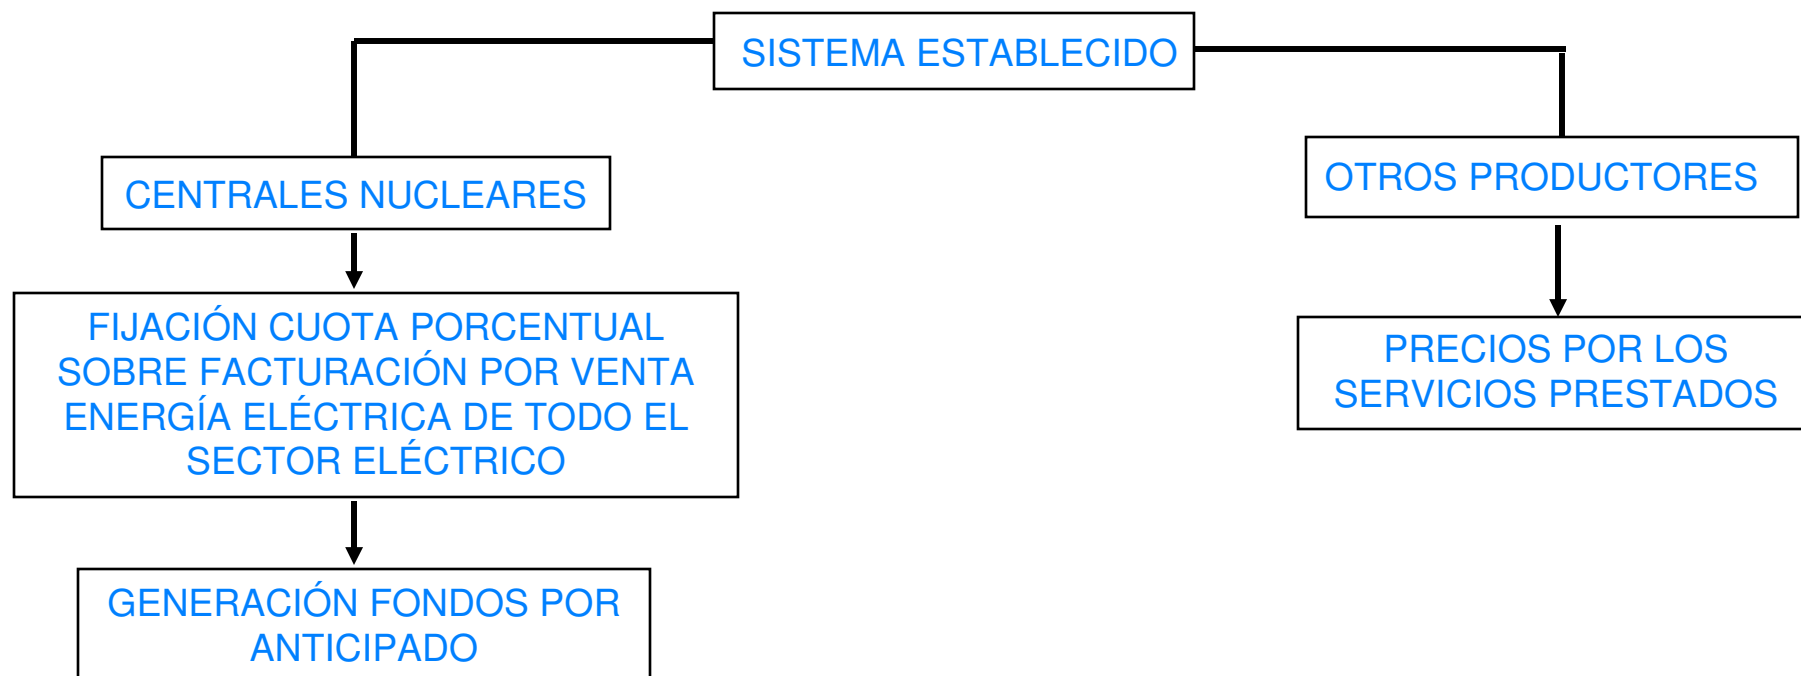 SISTEMA ESTABLECIDO
CENTRALES NUCLEARES
OTROS PRODUCTORES
FIJACIÓN CUOTA PORCENTUAL
SOBRE FACTURACIÓN POR VENTA
ENERGÍA ELÉCTRICA DE TODO EL
SECTOR ELÉCTRICO
PRECIOS POR LOS
SERVICIOS PRESTADOS
GENERACIÓN FONDOS POR
ANTICIPADO